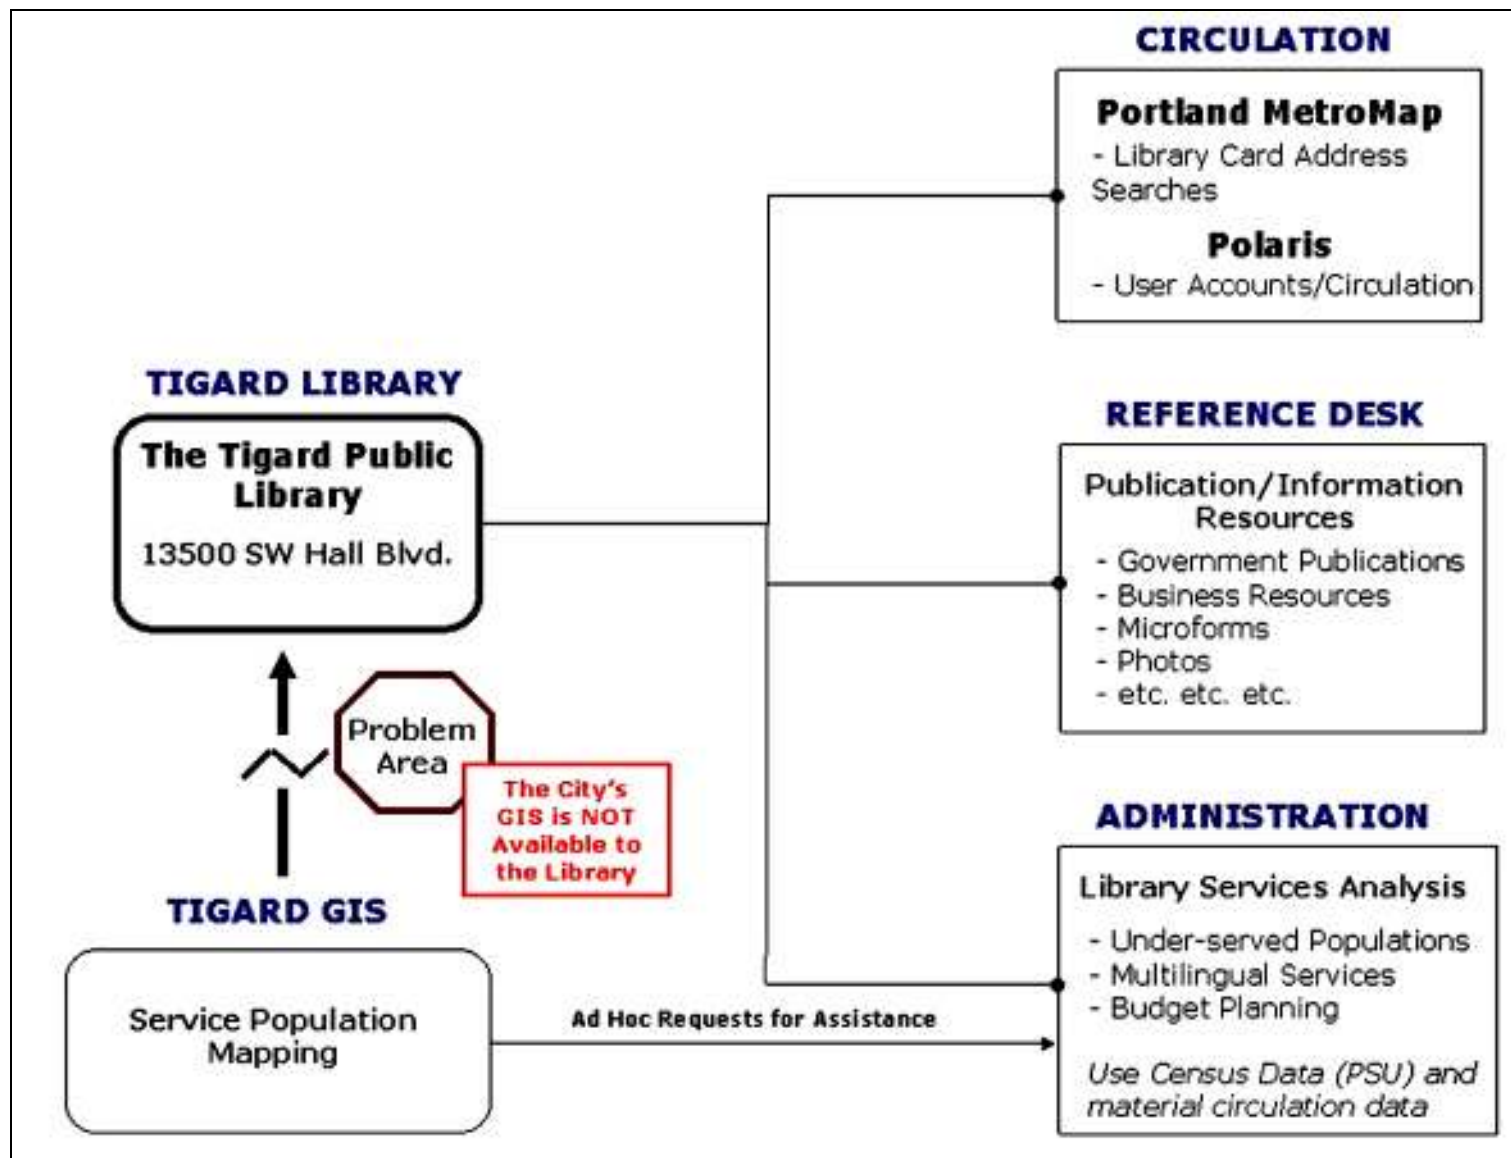 CIRCULATION
Portland MetroMap
- Library Card Address
Searches
Polaris
- User Accounts/Circulation
TIGARD LIBRARY
The Tigard Public
Library
13500 SW Hall Blvd.
REFERENCE DESK
Publication/Information
Resources
- Government Publications
- Business Resources
- Microforms
- Photos
- etc. etc. etc.
Problem
Area
The City's
GIS is NOT
Available to
the Library
TIGARD GIS
Service Population
Mapping
Ad Hoc Requests for Assistance
ADMINISTRATION
Library Services Analysis
- Under-served Populations
- Multilingual Services
- Budget Planning
Use Census Data (PSU) and
material circulation data